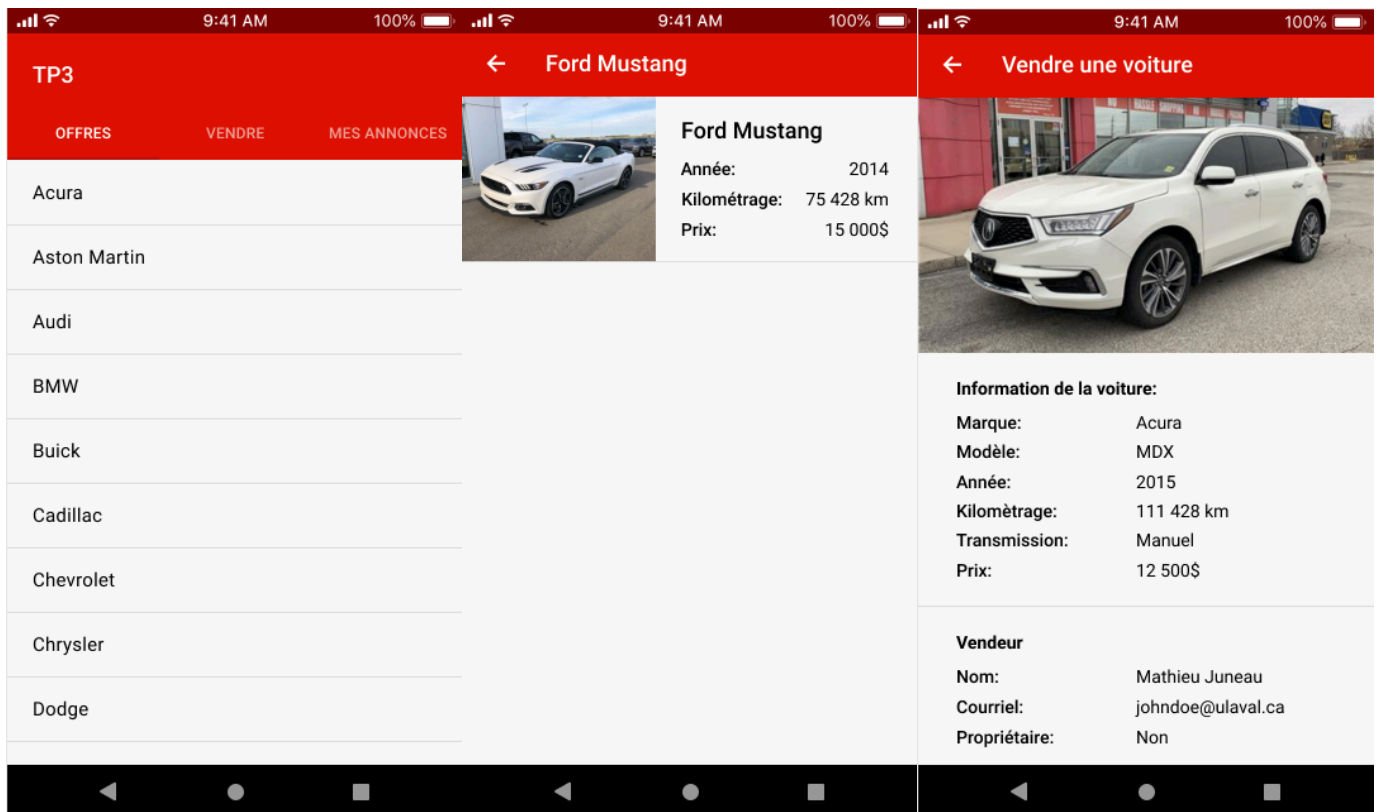 9:41 AM 100%
TP3
OFFRES VENDRE MES ANNONCES
Acura
Aston Martin
Audi
BMW
Buick
Cadillac
Chevrolet
Chrysler
Dodge
9:41 AM 100%
Ford Mustang
Ford Mustang
Année: 2014
Kilométrage: 75 428 km
Prix: 15 000$
9:41 AM 100%
Vendre une voiture
HASSLE SHOPPING
Information de la voiture:
Marque: Acura
Modèle: MDX
Année: 2015
Kilomètrage: 111 428 km
Transmission: Manuel
Prix: 12 500$
Vendeur
Nom: Mathieu Juneau
Courriel: johndoe@ulaval.ca
Propriétaire: Non